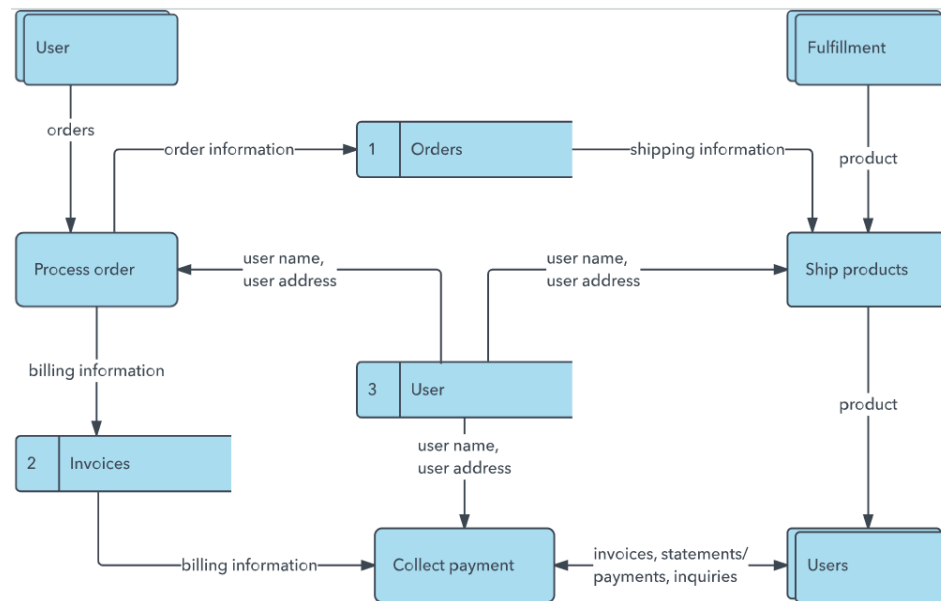 User
Fulfillment
orders
order information
1
Orders
shipping information
product
Process order
user name,
user address
user name,
user address
Ship products
billing information
3
User
product
user name,
user address
2
Invoices
billing information
Collect payment
invoices, statements/
payments, inquiries
Users